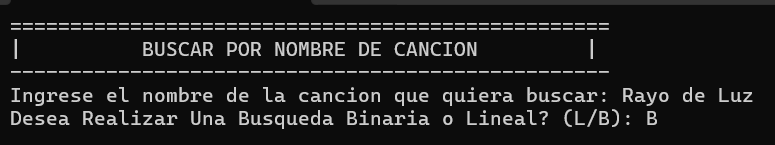 ==================================================
|          BUSCAR POR NOMBRE DE CANCION         |
--------------------------------------------------
Ingrese el nombre de la cancion que quiera buscar: Rayo de Luz
Desea Realizar Una Busqueda Binaria o Lineal? (L/B): B